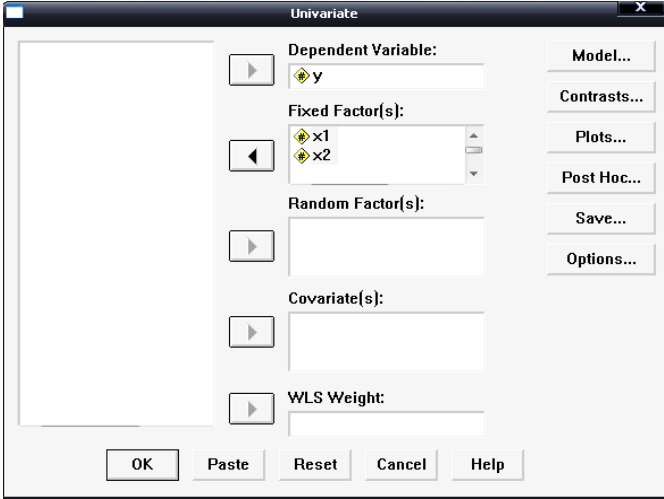 Univariate
Dependent Variable:
y
Fixed Factor(s):
x1
x2
Random Factor(s):
Covariate(s):
WLS Weight:
Model...
Contrasts...
Plots...
Post Hoc...
Save...
Options...
OK
Paste
Reset
Cancel
Help